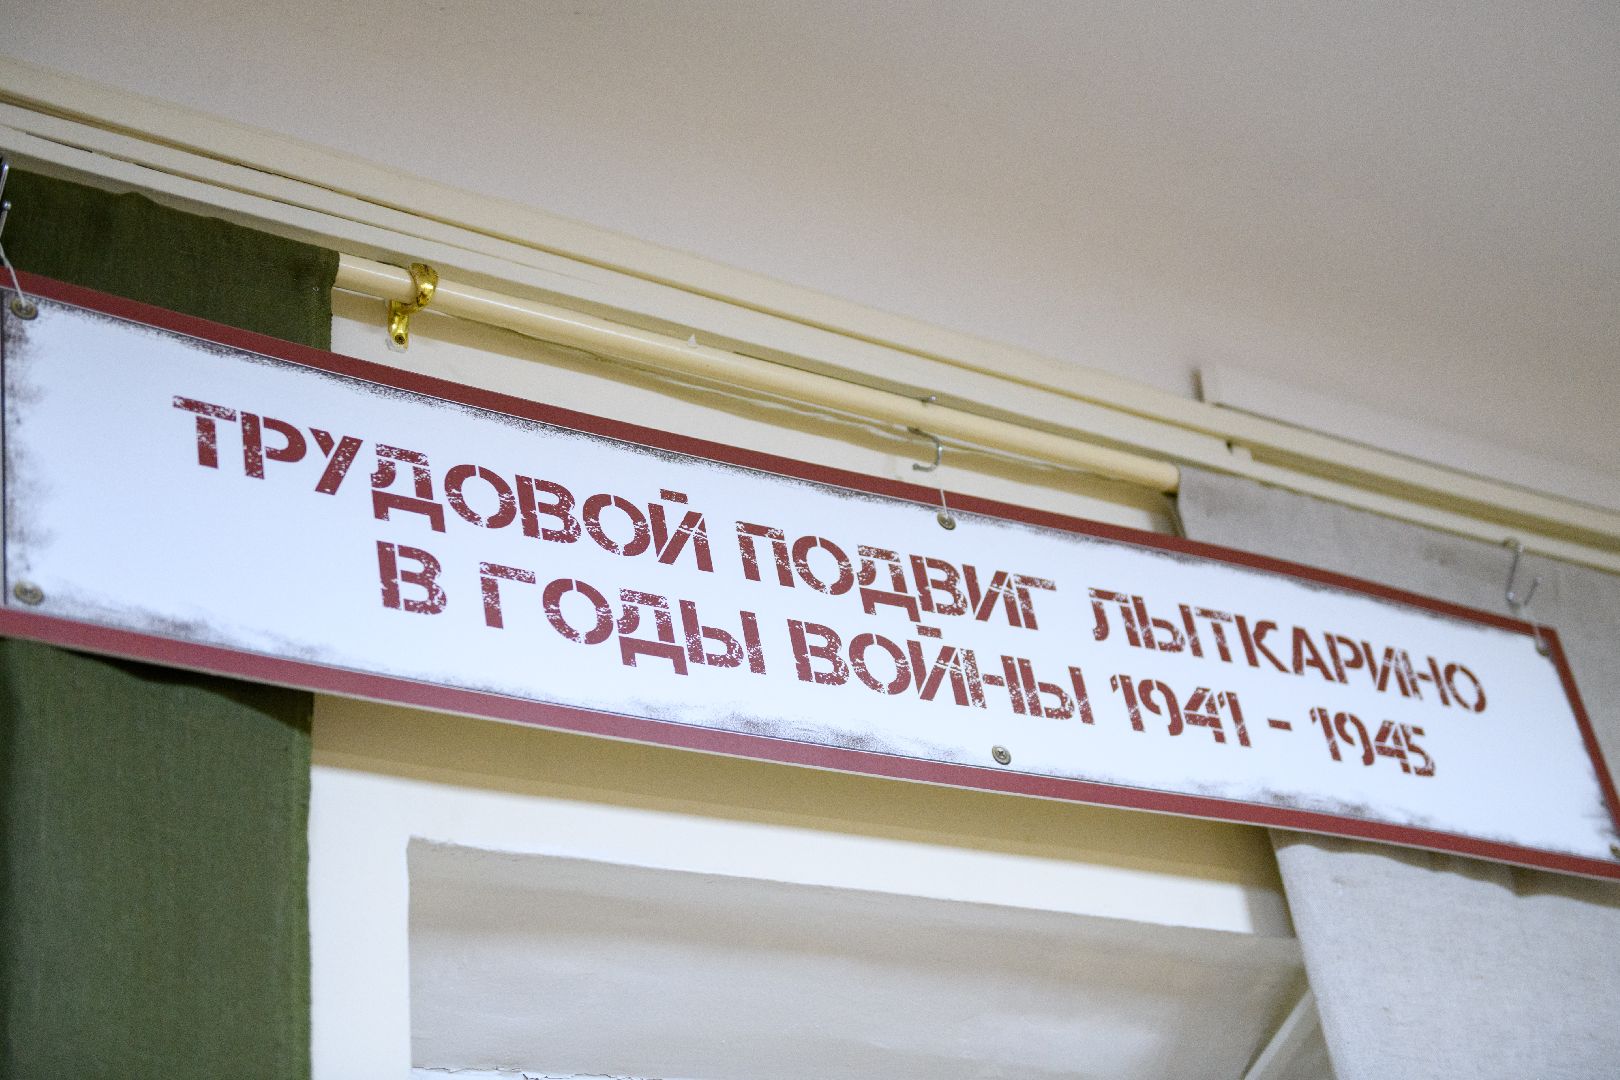 ТРУДОВОЙ ПОДВИГ ЛЫТКАРИНО
В ГОДЫ ВОЙНЫ 1941 - 1945